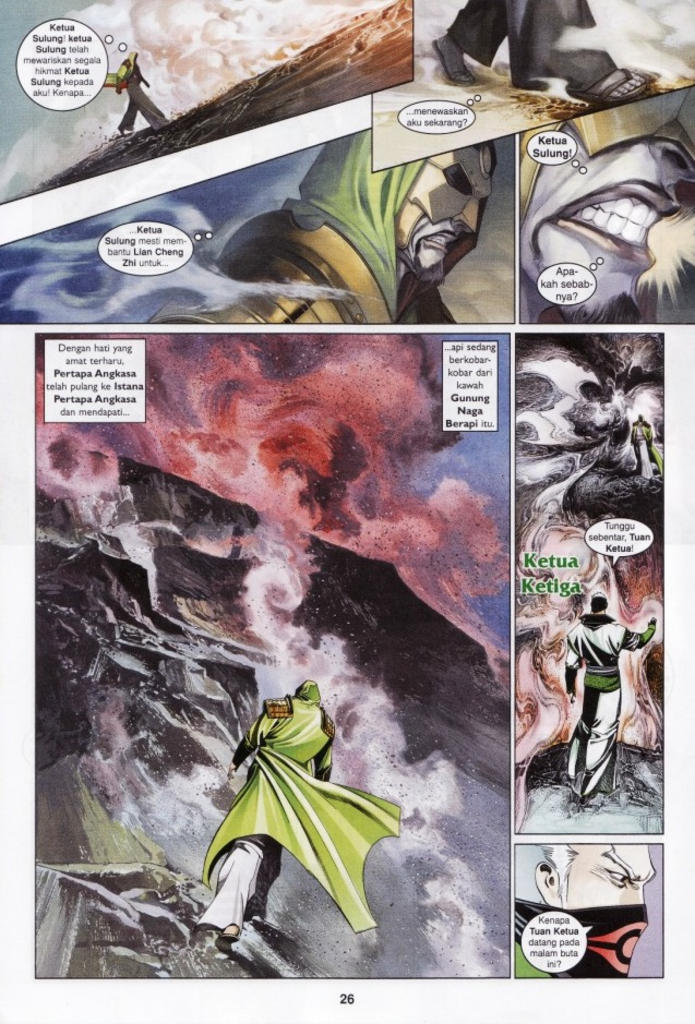 Ketua
Sulung! ketua
Sulung telah
mewariskan segala
hikmat Ketua
Sulung kepada
aku! Kenapa...
...menewaskan
aku sekarang?
...Ketua
Sulung mesti mem-
bantu Lian Cheng
Zhi untuk...
Ketua
Sulung!
Apa-
kah sebab-
nya?
Dengan hati yang
amat terharu,
Pertapa Angkasa
telah pulang ke Istana
Pertapa Angkasa
dan mendapati...
...api sedang
berkobar-
kobar dari
kawah
Gunung
Naga
Berapi itu.
Tunggu
sebentar, Tuan
Ketua!
Ketua
Ketiga
Kenapa
Tuan Ketua
datang pada
malam buta
ini?
26